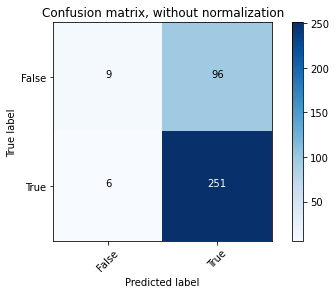 Confusion matrix, without normalization
250
False
9
96
200
150
True label
100
True
6
251
50
False
True
Predicted label